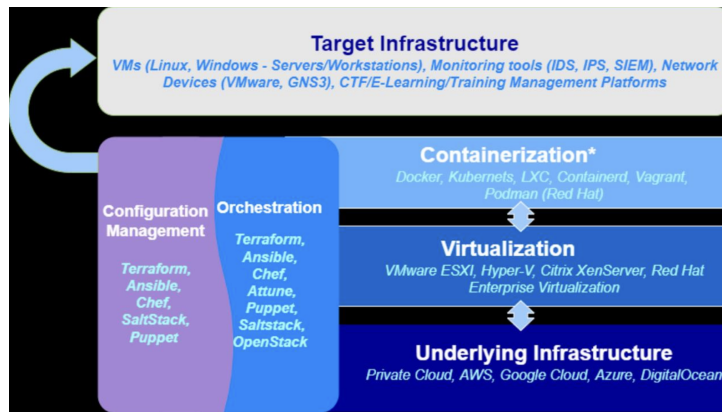 Target Infrastructure
VMs (Linux, Windows - Servers/Workstations), Monitoring tools (IDS, IPS, SIEM), Network
Devices (VMware, GNS3), CTF/E-Learning/Training Management Platforms
Configuration
Management
Terraform,
Ansible,
Chef,
SaltStack,
Puppet
Orchestration
Terraform,
Ansible,
Chef,
Attune,
Puppet,
Saltstack,
OpenStack
Containerization*
Docker, Kubernets, LXC, Containerd, Vagrant,
Podman (Red Hat)
Virtualization
VMware ESXI, Hyper-V, Citrix XenServer, Red Hat
Enterprise Virtualization
Underlying Infrastructure
Private Cloud, AWS, Google Cloud, Azure, DigitalOcean